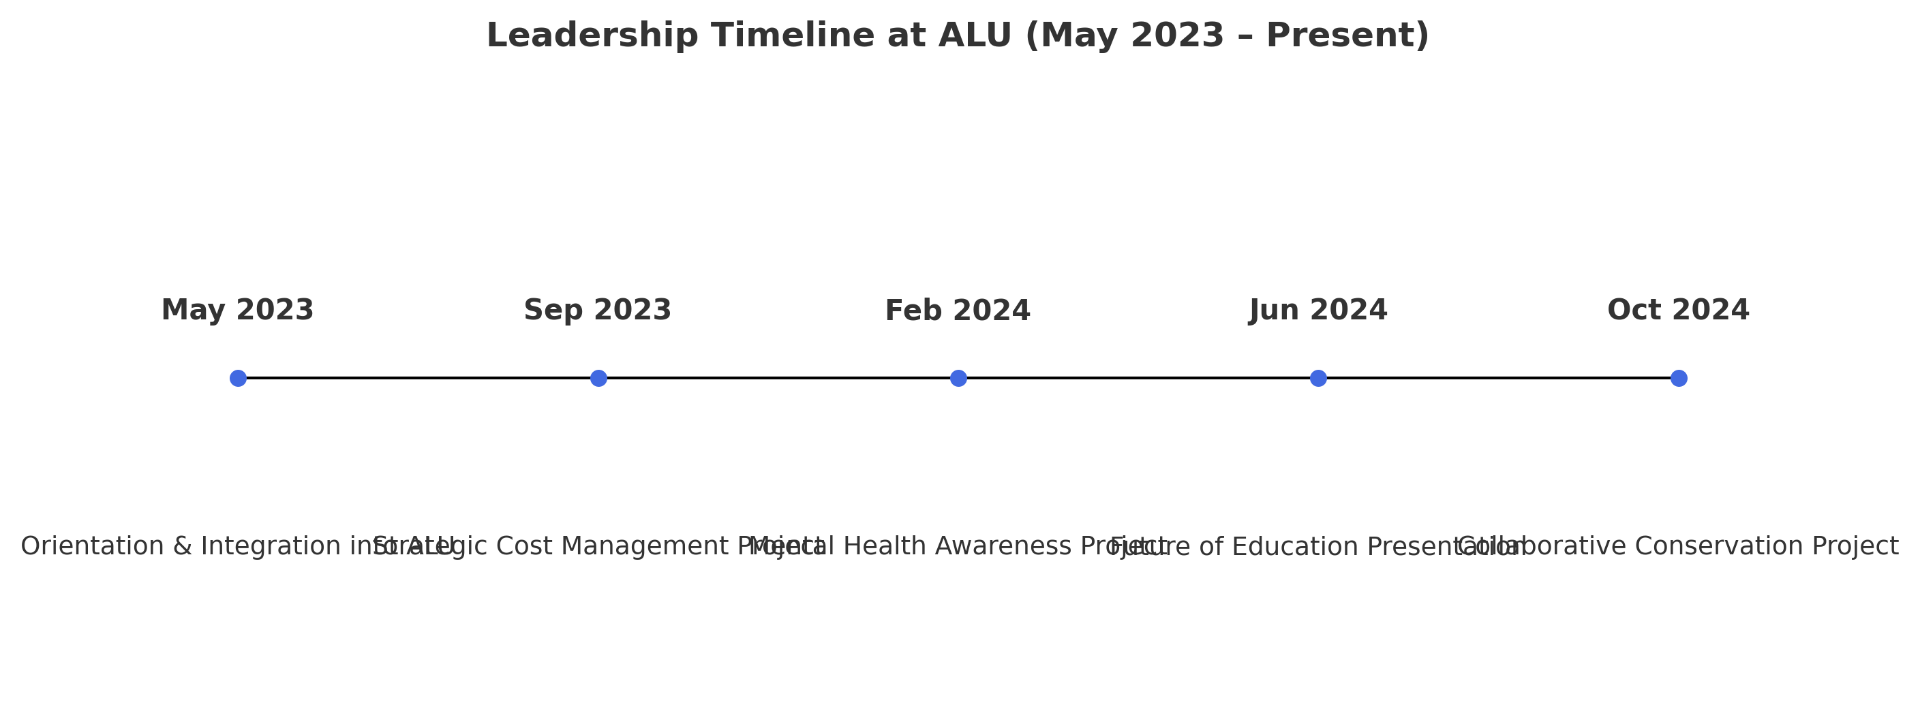 Leadership Timeline at ALU (May 2023 – Present)
May 2023
Sep 2023
Feb 2024
Jun 2024
Oct 2024
Orientation & Integration into ALU
Strategic Cost Management Project
Mental Health Awareness Project
Future of Education Presentation
Collaborative Conservation Project